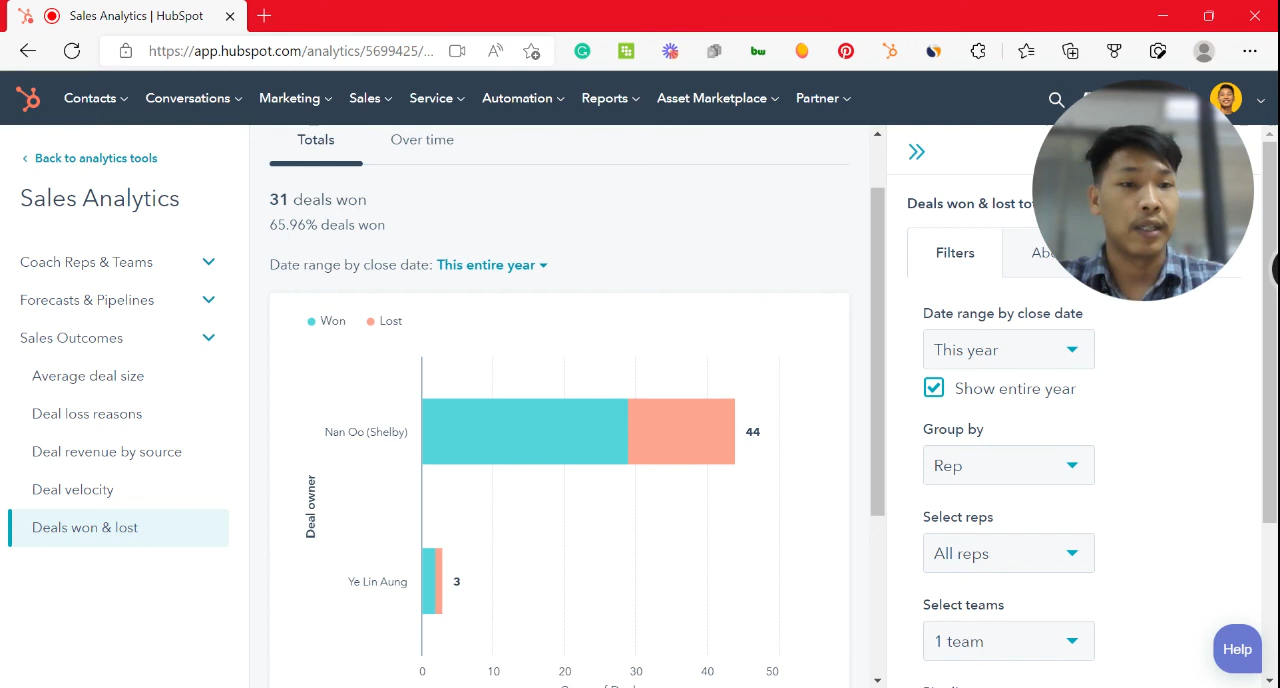 Sales Analytics | HubSpot
https://app.hubspot.com/analytics/5699425/...
bw
Contacts
Conversations
Marketing
Sales
Service
Automation
Reports
Asset Marketplace
Partner
Back to analytics tools
Sales Analytics
Coach Reps & Teams
Forecasts & Pipelines
Sales Outcomes
Average deal size
Deal loss reasons
Deal revenue by source
Deal velocity
Deals won & lost
Totals
Over time
31 deals won
65.96% deals won
Date range by close date: This entire year
Won
Lost
Deal owner
Nan Oo (Shelby)
44
Ye Lin Aung
3
0 10 20 30 40 50
Deals won & lost
Filters
Date range by close date
This year
Show entire year
Group by
Rep
Select reps
All reps
Select teams
1 team
Help